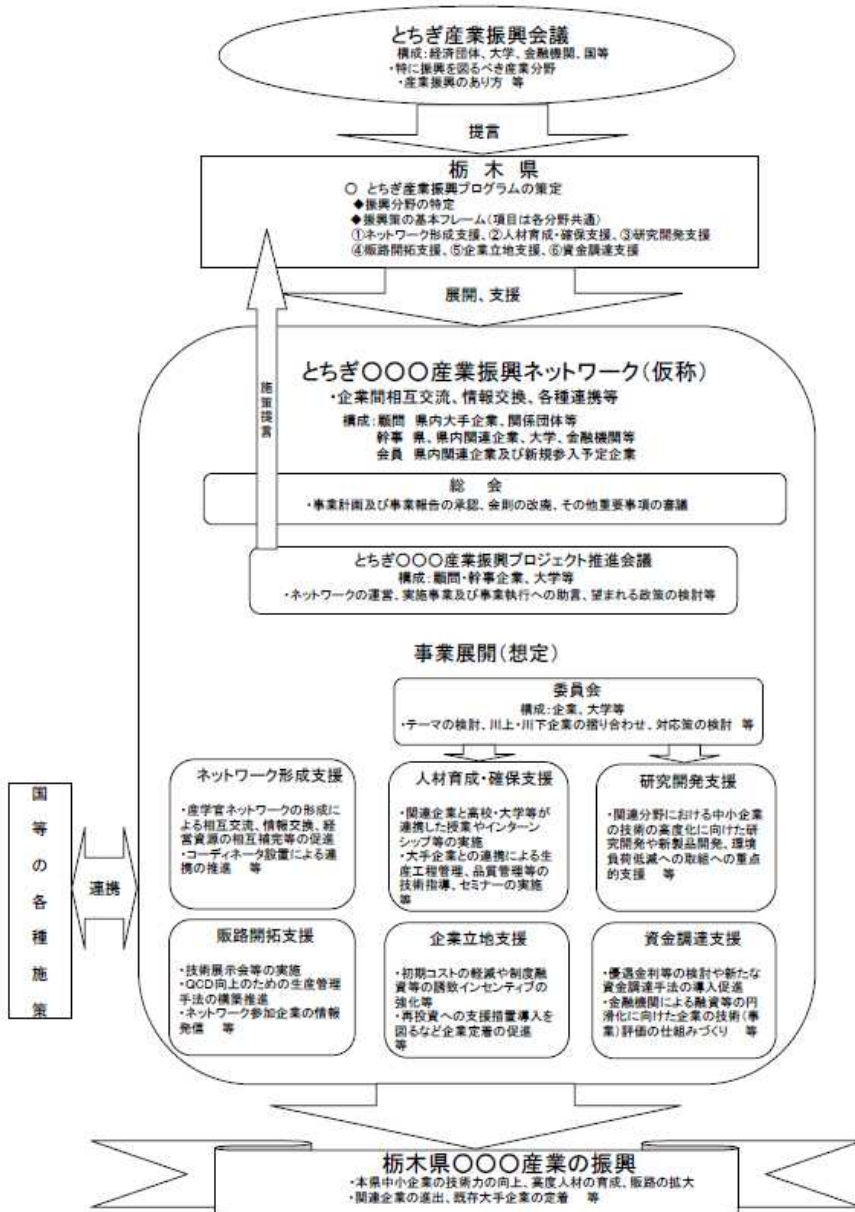 とちぎ産業振興会議
構成:経済団体、大学、金融機関、国等
・特に振興を図るべき産業分野
・産業振興のあり方 等
提言
栃木県
○ とちぎ産業振興プログラムの策定
◆振興分野の特定
◆振興策の基本フレーム(項目は各分野共通)
①ネットワーク形成支援、②人材育成・確保支援、③研究開発支援
④販路開拓支援、⑤企業立地支援、⑥資金調達支援
展開、支援
施策提言
とちぎ○○○産業振興ネットワーク(仮称)
・企業間相互交流、情報交換、各種連携等
構成:顧問 県内大手企業、関係団体等
幹事 県、県内関連企業、大学、金融機関等
会員 県内関連企業及び新規参入予定企業
総 会
・事業計画及び事業報告の承認、会則の改廃、その他重要事項の審議
とちぎ○○○産業振興プロジェクト推進会議
構成:顧問・幹事企業、大学等
・ネットワークの運営、実施事業及び事業執行への助言、望まれる政策の検討等
事業展開(想定)
委員会
構成:企業、大学等
・テーマの検討、川上・川下企業の摺り合わせ、対応策の検討 等
国等の各種施策
連携
ネットワーク形成支援
・産学官ネットワークの形成に
よる相互交流、情報交換、経
営資源の相互補完等の促進
・コーディネータ設置による連
携の推進 等
人材育成・確保支援
・関連企業と高校・大学等が
連携した授業やインターン
シップ等の実施
・大手企業との連携による生
産工程管理、品質管理等の
技術指導、セミナーの実施
等
研究開発支援
・関連分野における中小企業
の技術の高度化に向けた研
究開発や新製品開発、環境
負荷低減への取組への重点
的支援 等
販路開拓支援
・技術展示会等の実施
・QCD向上のための生産管理
手法の構築推進
・ネットワーク参加企業の情報
発信 等
企業立地支援
・初期コストの軽減や制度融
資等の誘致インセンティブの
強化等
・再投資への支援措置導入を
図るなど企業定着の促進
等
資金調達支援
・優遇金利等の検討や新たな
資金調達手法の導入促進
・金融機関による融資等の円
滑化に向けた企業の技術(事
業)評価の仕組みづくり 等
栃木県○○○産業の振興
・本県中小企業の技術力の向上、高度人材の育成、販路の拡大
・関連企業の進出、既存大手企業の定着 等